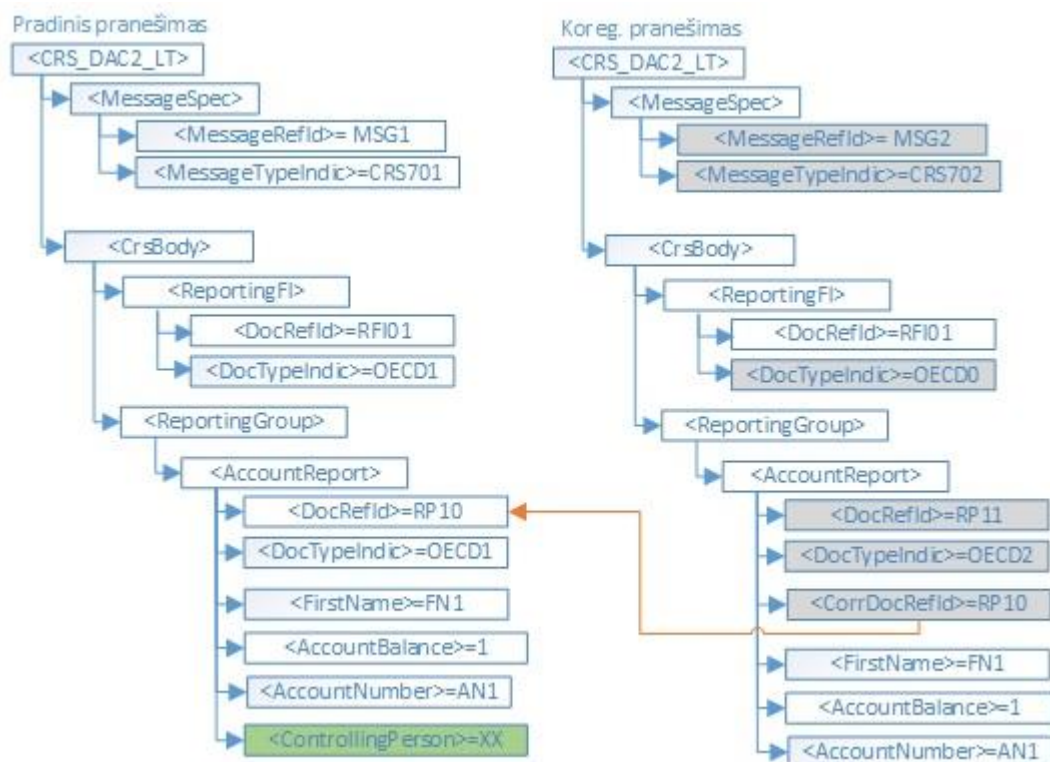 Pradinis pranešimas
<CRS_DAC2_LT>
<MessageSpec>
<MessageRefId>= MSG1
<MessageTypeIndic>=CRS701
<CrsBody>
<ReportingFI>
<DocRefId>=RFI01
<DocTypeIndic>=OECD1
<ReportingGroup>
<AccountReport>
<DocRefId>=RP10
<DocTypeIndic>=OECD1
<FirstName>=FN1
<AccountBalance>=1
<AccountNumber>=AN1
<ControllingPerson>=XX
Koreg. pranešimas
<CRS_DAC2_LT>
<MessageSpec>
<MessageRefId>= MSG2
<MessageTypeIndic>=CRS702
<CrsBody>
<ReportingFI>
<DocRefId>=RFI01
<DocTypeIndic>=OECD0
<ReportingGroup>
<AccountReport>
<DocRefId>=RP11
<DocTypeIndic>=OECD2
<CorrDocRefId>=RP10
<FirstName>=FN1
<AccountBalance>=1
<AccountNumber>=AN1